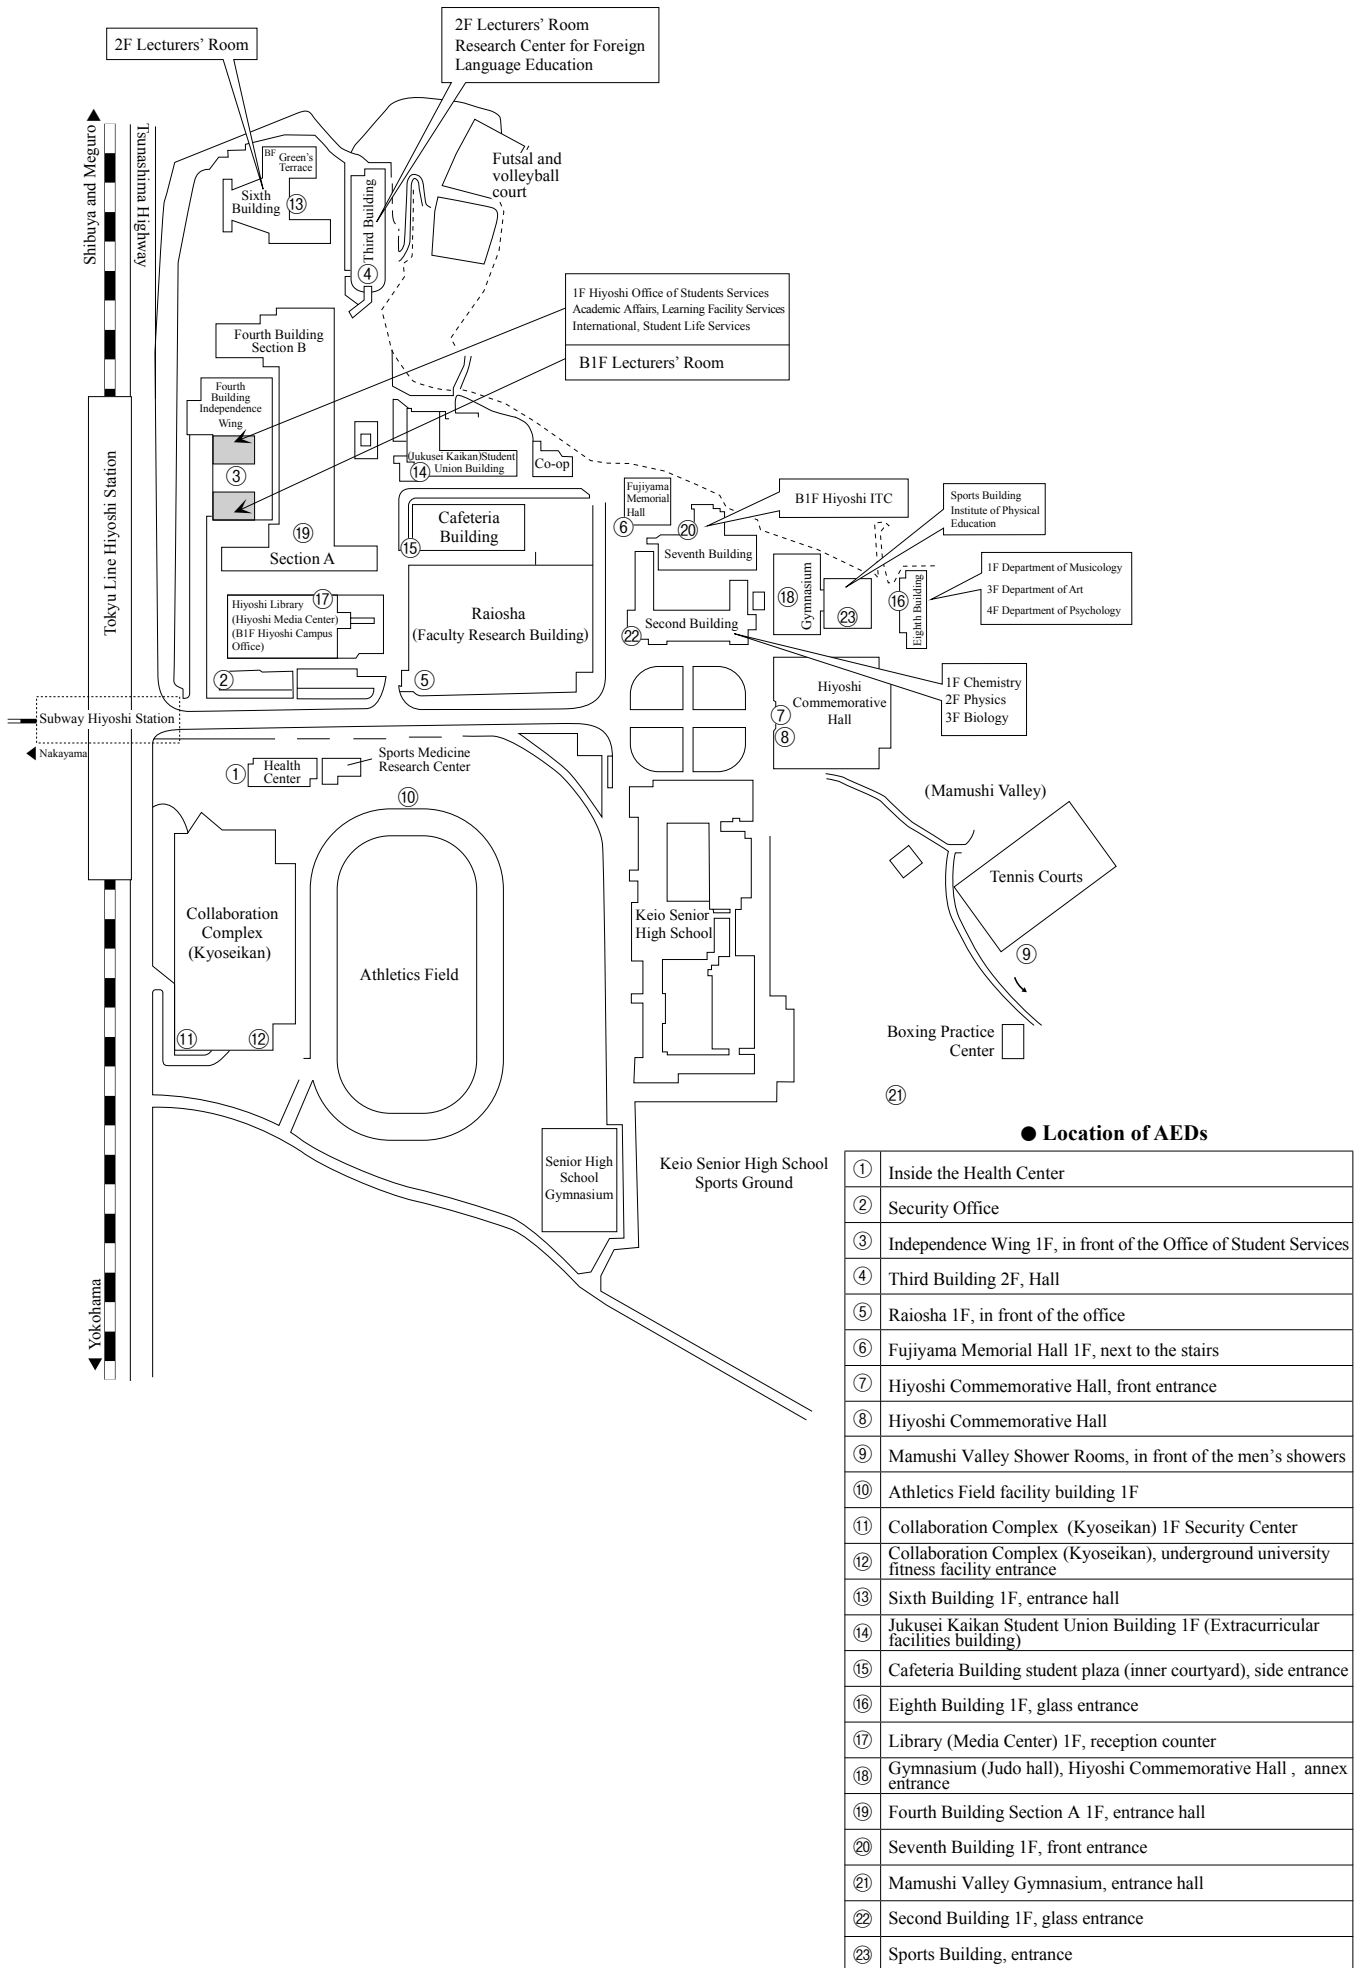 2F Lecturers’ Room
2F Lecturers’ Room
Research Center for Foreign
Language Education
Shibuya and Meguro
Tsunashima Highway
BF Green's
Terrace
Sixth
Building
⑬
Third Building
④
Futsal and
volleyball
court
1F Hiyoshi Office of Students Services
Academic Affairs, Learning Facility Services
International, Student Life Services
B1F Lecturers’ Room
Fourth Building
Section B
Fourth
Building
Independence
Wing
③
⑲
Section A
Tokyu Line Hiyoshi Station
(Jukusei Kaikan)Student
Union Building
⑭
Co-op
Cafeteria
Building
⑮
Fujiyama
Memorial
Hall
⑥
⑳
Seventh Building
B1F Hiyoshi ITC
Sports Building
Institute of Physical
Education
1F Department of Musicology
3F Department of Art
4F Department of Psychology
⑱
Gymnasium
㉓
⑯
Eighth Building
Hiyoshi Library
(Hiyoshi Media Center)
(B1F Hiyoshi Campus
Office)
⑰
Raiosha
(Faculty Research Building)
Second Building
㉒
②
⑤
1F Chemistry
2F Physics
3F Biology
Hiyoshi
Commemorative
Hall
⑦
⑧
Subway Hiyoshi Station
Nakayama
①
Health
Center
Sports Medicine
Research Center
⑩
(Mamushi Valley)
Tennis Courts
⑨
Collaboration
Complex
(Kyoseikan)
⑪
⑫
Athletics Field
Keio Senior
High School
Boxing Practice
Center
㉑
Senior High
School
Gymnasium
Keio Senior High School
Sports Ground
Yokohama
● Location of AEDs
① Inside the Health Center
② Security Office
③ Independence Wing 1F, in front of the Office of Student Services
④ Third Building 2F, Hall
⑤ Raiosha 1F, in front of the office
⑥ Fujiyama Memorial Hall 1F, next to the stairs
⑦ Hiyoshi Commemorative Hall, front entrance
⑧ Hiyoshi Commemorative Hall
⑨ Mamushi Valley Shower Rooms, in front of the men’s showers
⑩ Athletics Field facility building 1F
⑪ Collaboration Complex (Kyoseikan) 1F Security Center
⑫ Collaboration Complex (Kyoseikan), underground university
fitness facility entrance
⑬ Sixth Building 1F, entrance hall
⑭ Jukusei Kaikan Student Union Building 1F (Extracurricular
facilities building)
⑮ Cafeteria Building student plaza (inner courtyard), side entrance
⑯ Eighth Building 1F, glass entrance
⑰ Library (Media Center) 1F, reception counter
⑱ Gymnasium (Judo hall), Hiyoshi Commemorative Hall , annex
entrance
⑲ Fourth Building Section A 1F, entrance hall
⑳ Seventh Building 1F, front entrance
㉑ Mamushi Valley Gymnasium, entrance hall
㉒ Second Building 1F, glass entrance
㉓ Sports Building, entrance